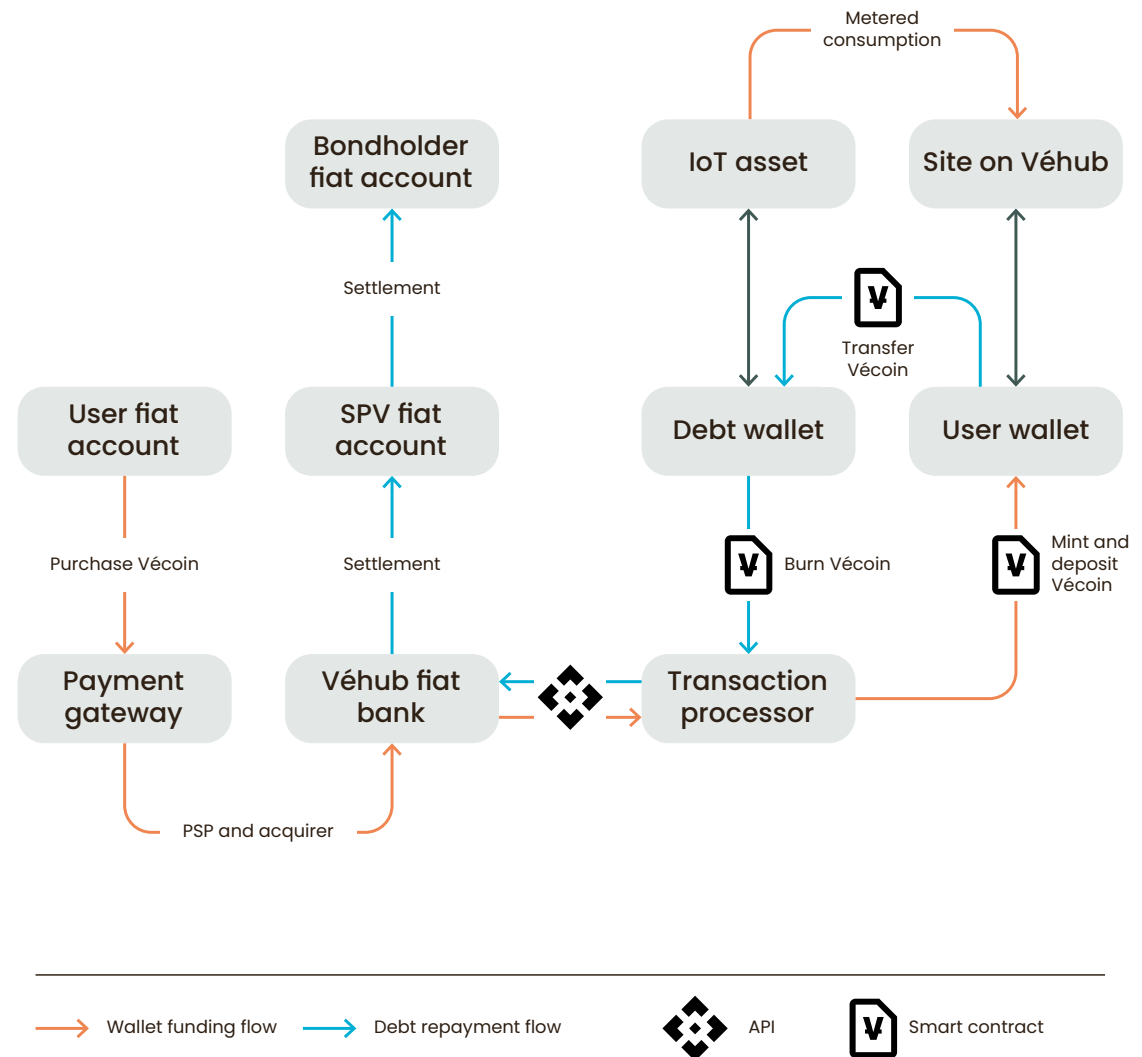 Metered
consumption
Bondholder
fiat account
IoT asset
Site on Véhub
Settlement
Transfer
Vécoin
User fiat
account
SPV fiat
account
Debt wallet
User wallet
Purchase Vécoin
Settlement
Burn Vécoin
Mint and
deposit
Vécoin
Payment
gateway
Véhub fiat
bank
Transaction
processor
PSP and acquirer
Wallet funding flow
Debt repayment flow
API
Smart contract